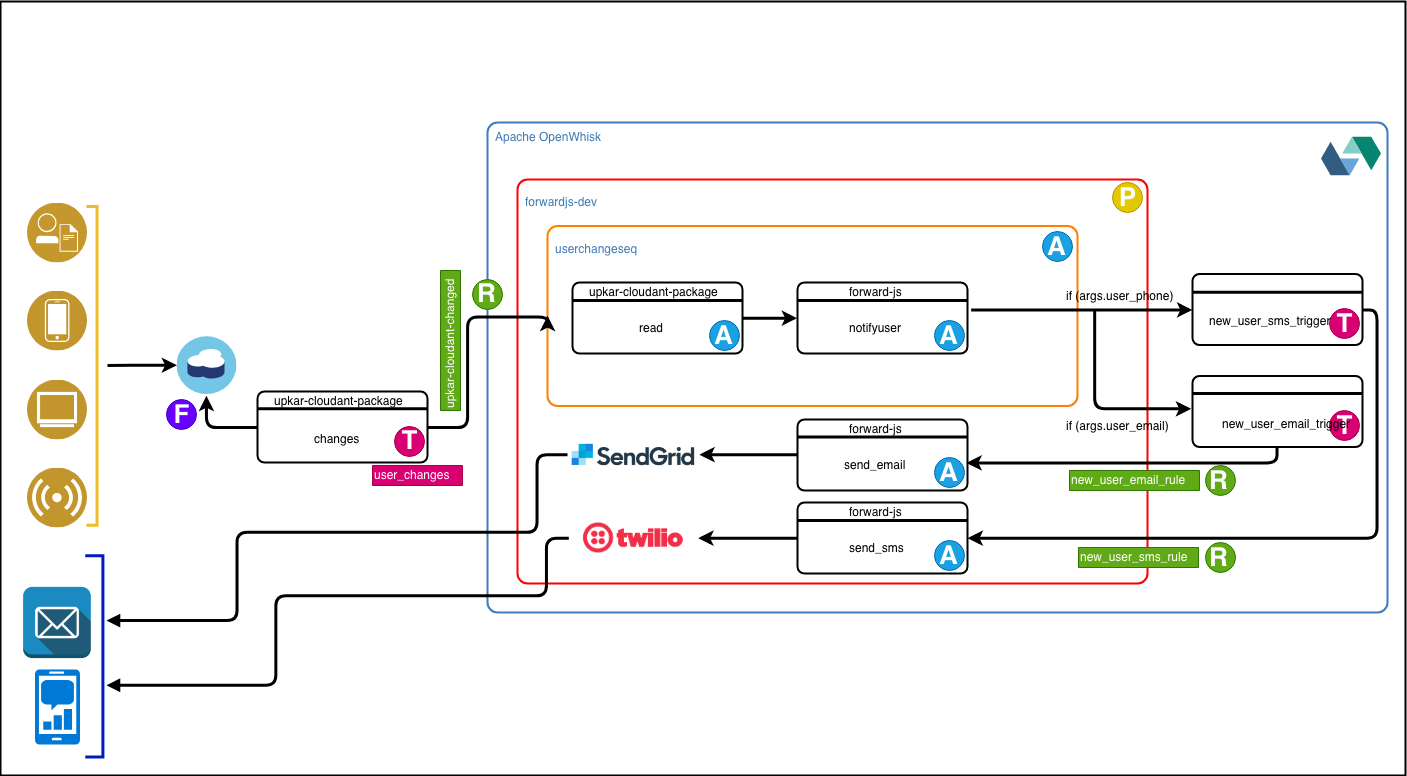 Apache OpenWhisk
P
forwardjs-dev
userchangeseq
A
upkar-cloudant-package
read
A
forward-js
notifyuser
A
if (args.user_phone)
new_user_sms_trigger
T
R
upkar-cloudant-changed
F
upkar-cloudant-package
changes
T
user_changes
if (args.user_email)
new_user_email_trigger
T
forward-js
send_email
A
SendGrid
new_user_email_rule
R
forward-js
send_sms
A
twilio
new_user_sms_rule
R